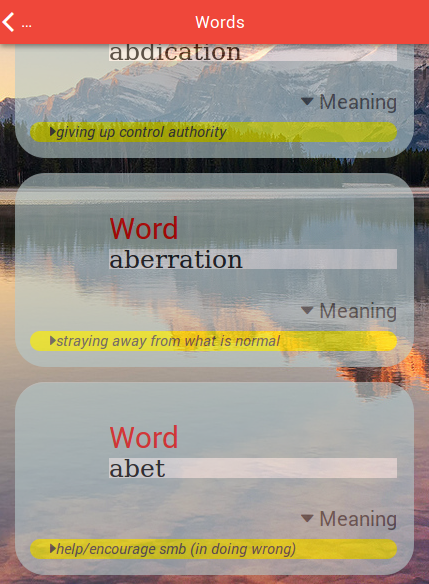 ... Words
abdication
Meaning
giving up control authority
Word
aberration
Meaning
straying away from what is normal
Word
abet
Meaning
help/encourage smb (in doing wrong)